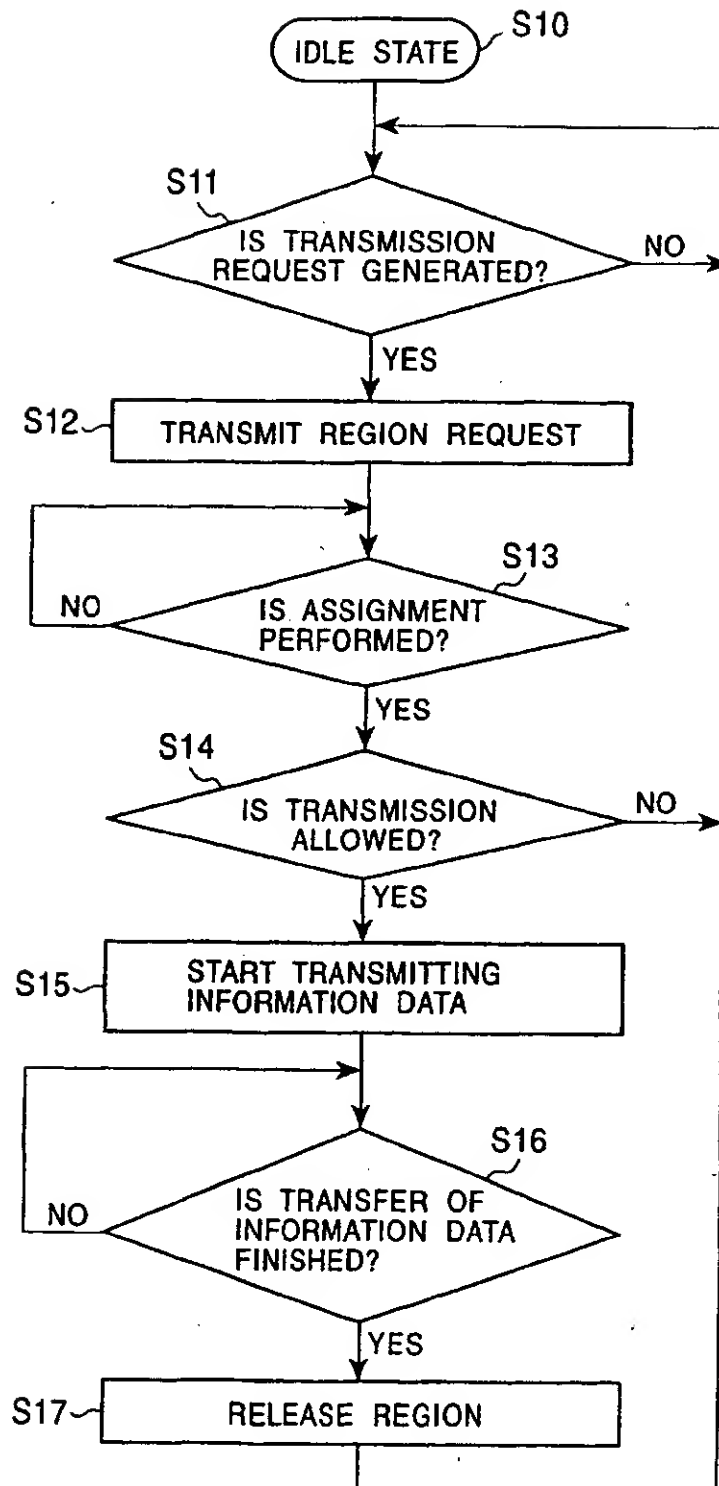 S10
IDLE STATE
S11
IS TRANSMISSION
REQUEST GENERATED?
NO
YES
S12
TRANSMIT REGION REQUEST
S13
NO
IS ASSIGNMENT
PERFORMED?
YES
S14
IS TRANSMISSION
ALLOWED?
NO
YES
S15
START TRANSMITTING
INFORMATION DATA
S16
NO
IS TRANSFER OF
INFORMATION DATA
FINISHED?
YES
S17
RELEASE REGION